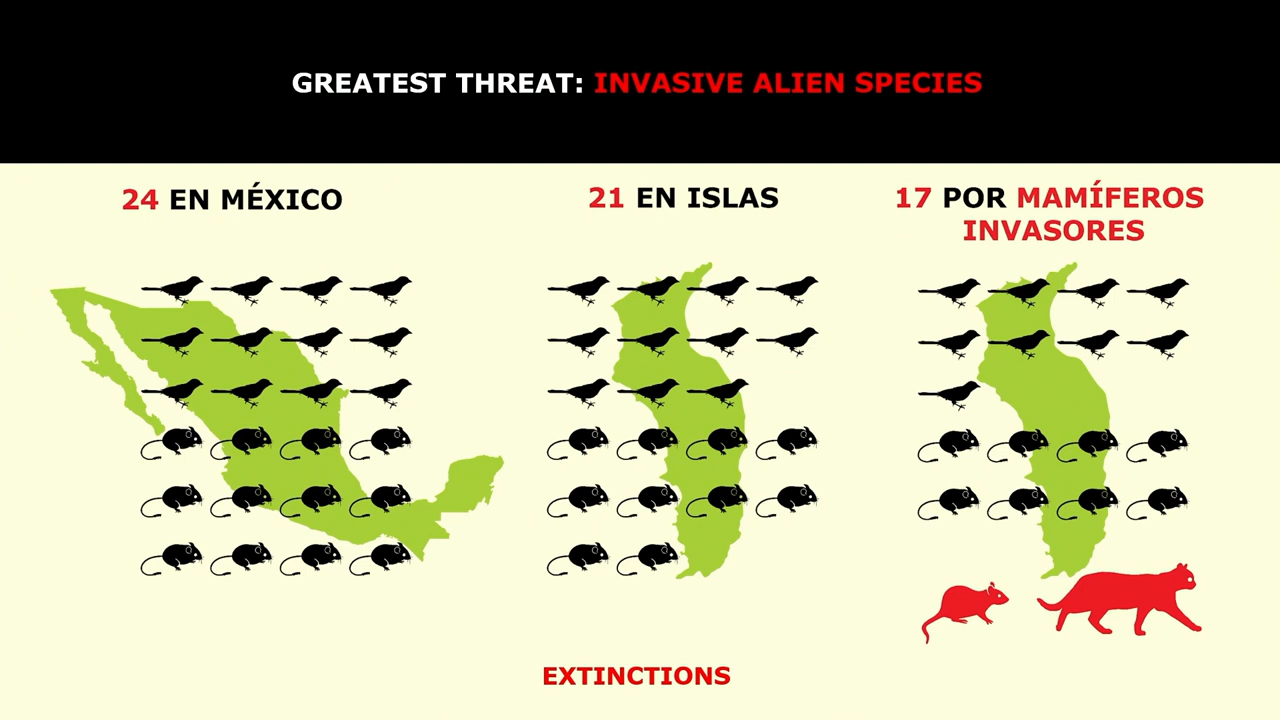 GREATEST THREAT: INVASIVE ALIEN SPECIES
24 EN MÉXICO
21 EN ISLAS
17 POR MAMÍFEROS
INVASORES
EXTINCTIONS